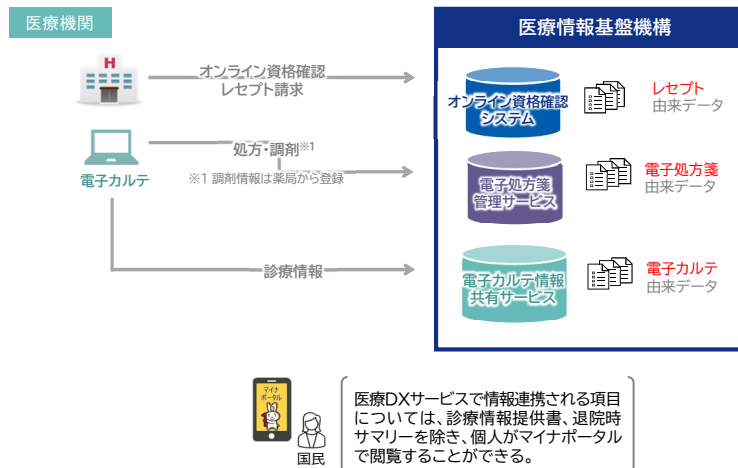 医療機関
医療情報基盤機構
H
オンライン資格確認
レセプト請求
オンライン資格確認
システム
レセプト
由来データ
電子カルテ
処方・調剤※1
※1 調剤情報は薬局から登録
電子処方箋
管理サービス
電子処方箋
由来データ
診療情報
電子カルテ情報
共有サービス
電子カルテ
由来データ
マイナ
ポータル
国民
医療DXサービスで情報連携される項目
については、診療情報提供書、退院時
サマリーを除き、個人がマイナポータル
で閲覧することができる。